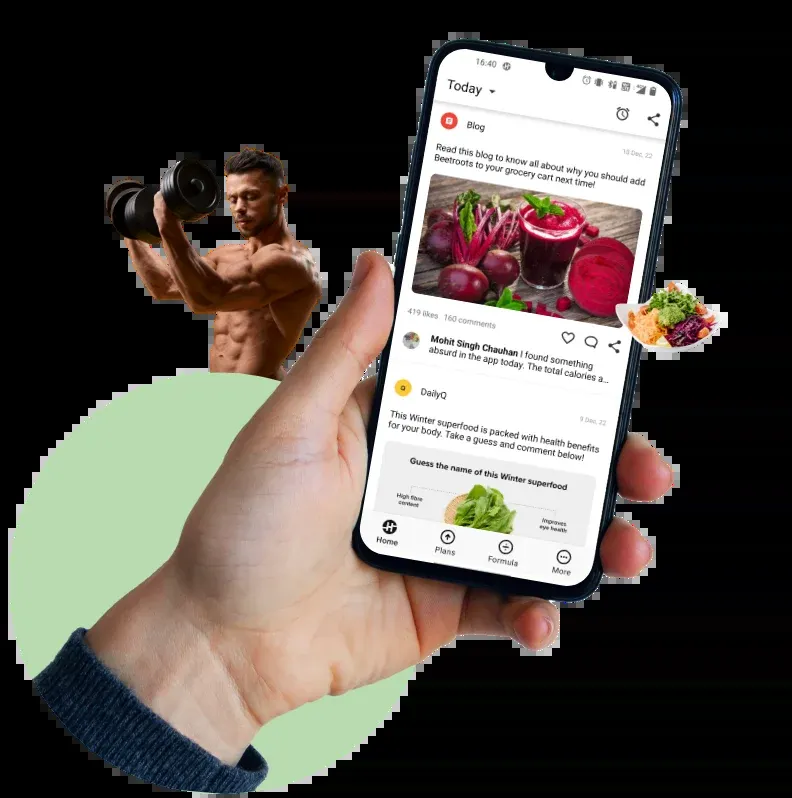 16:40
Today
Blog
10 Dec, 22
Read this blog to know all about why you should add
Beetroots to your grocery cart next time!
419 likes 160 comments
Mohit Singh Chauhan I found something
absurd in the app today. The total calories a...
DailyQ
9 Dec, 22
This Winter superfood is packed with health benefits
for your body. Take a guess and comment below!
Guess the name of this Winter superfood
High fibre
content
Improves
eye health
Home
Plans
Formula
More